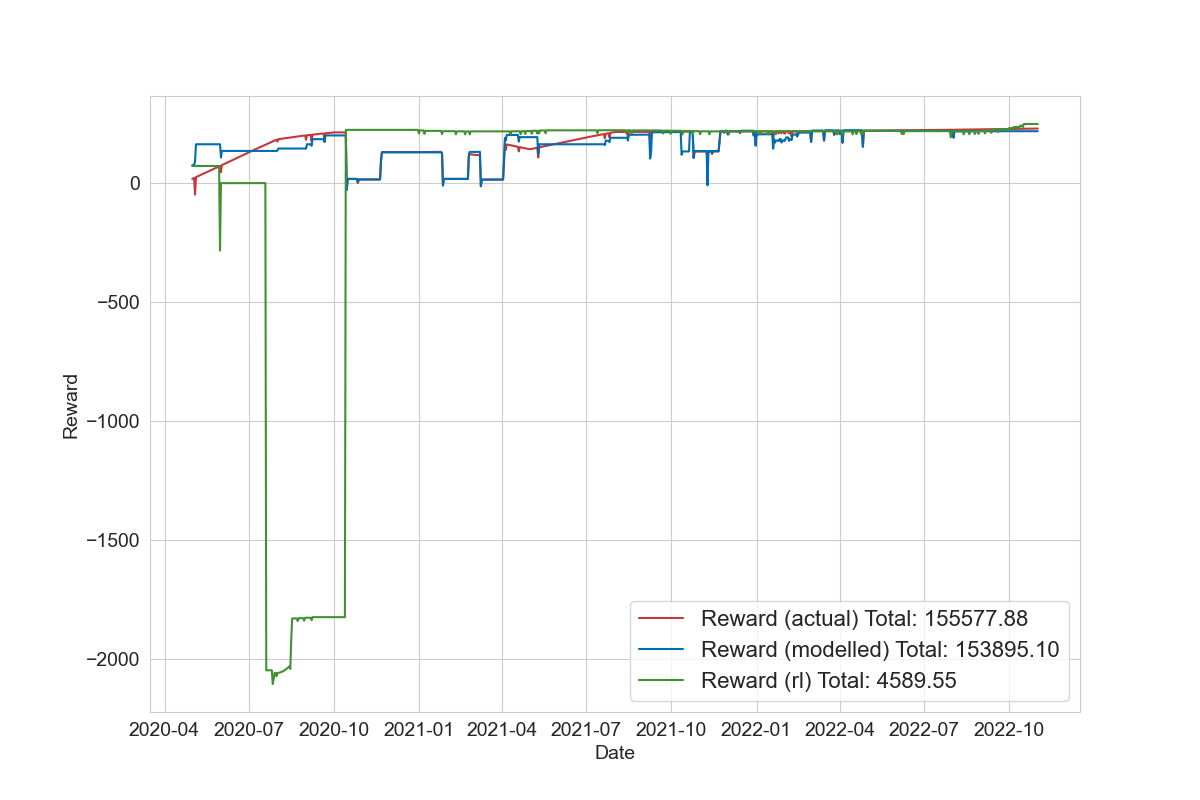 0
−500
−1000
−1500
−2000
Reward
Reward (actual) Total: 155577.88
Reward (modelled) Total: 153895.10
Reward (rl) Total: 4589.55
2020-04 2020-07 2020-10 2021-01 2021-04 2021-07 2021-10 2022-01 2022-04 2022-07 2022-10
Date